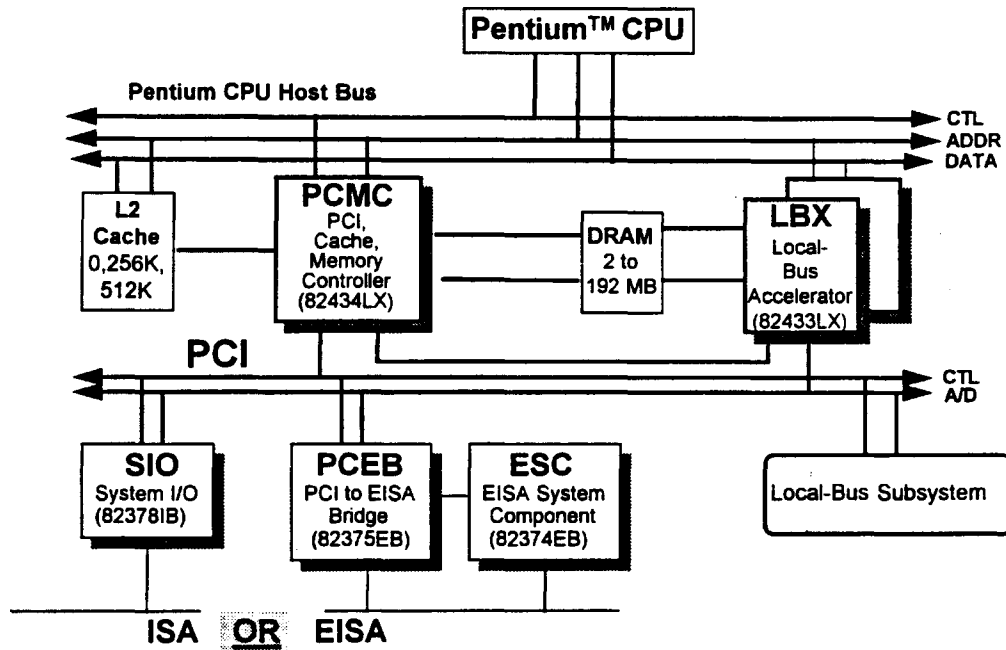 Pentium™ CPU
Pentium CPU Host Bus
CTL
ADDR
DATA
L2
Cache
0,256K,
512K
PCMC
PCI,
Cache,
Memory
Controller
(82434LX)
DRAM
2 to
192 MB
LBX
Local-
Bus
Accelerator
(82433LX)
PCI
CTL
A/D
SIO
System I/O
(82378IB)
PCEB
PCI to EISA
Bridge
(82375EB)
ESC
EISA System
Component
(82374EB)
Local-Bus Subsystem
ISA OR EISA